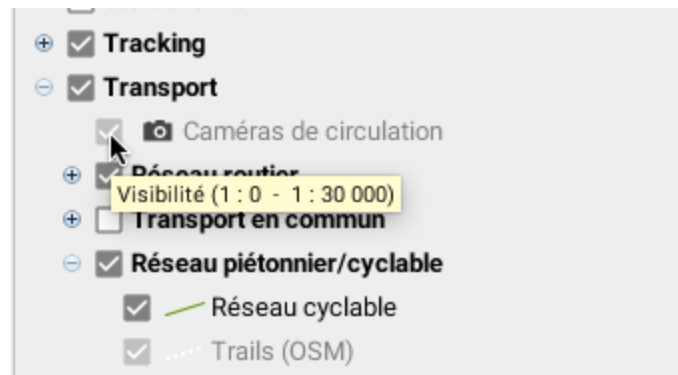 Tracking
Transport
Caméras de circulation
Réseau routier
Visibilité (1 : 0 - 1 : 30 000)
Transport en commun
Réseau piétonnier/cyclable
Réseau cyclable
Trails (OSM)